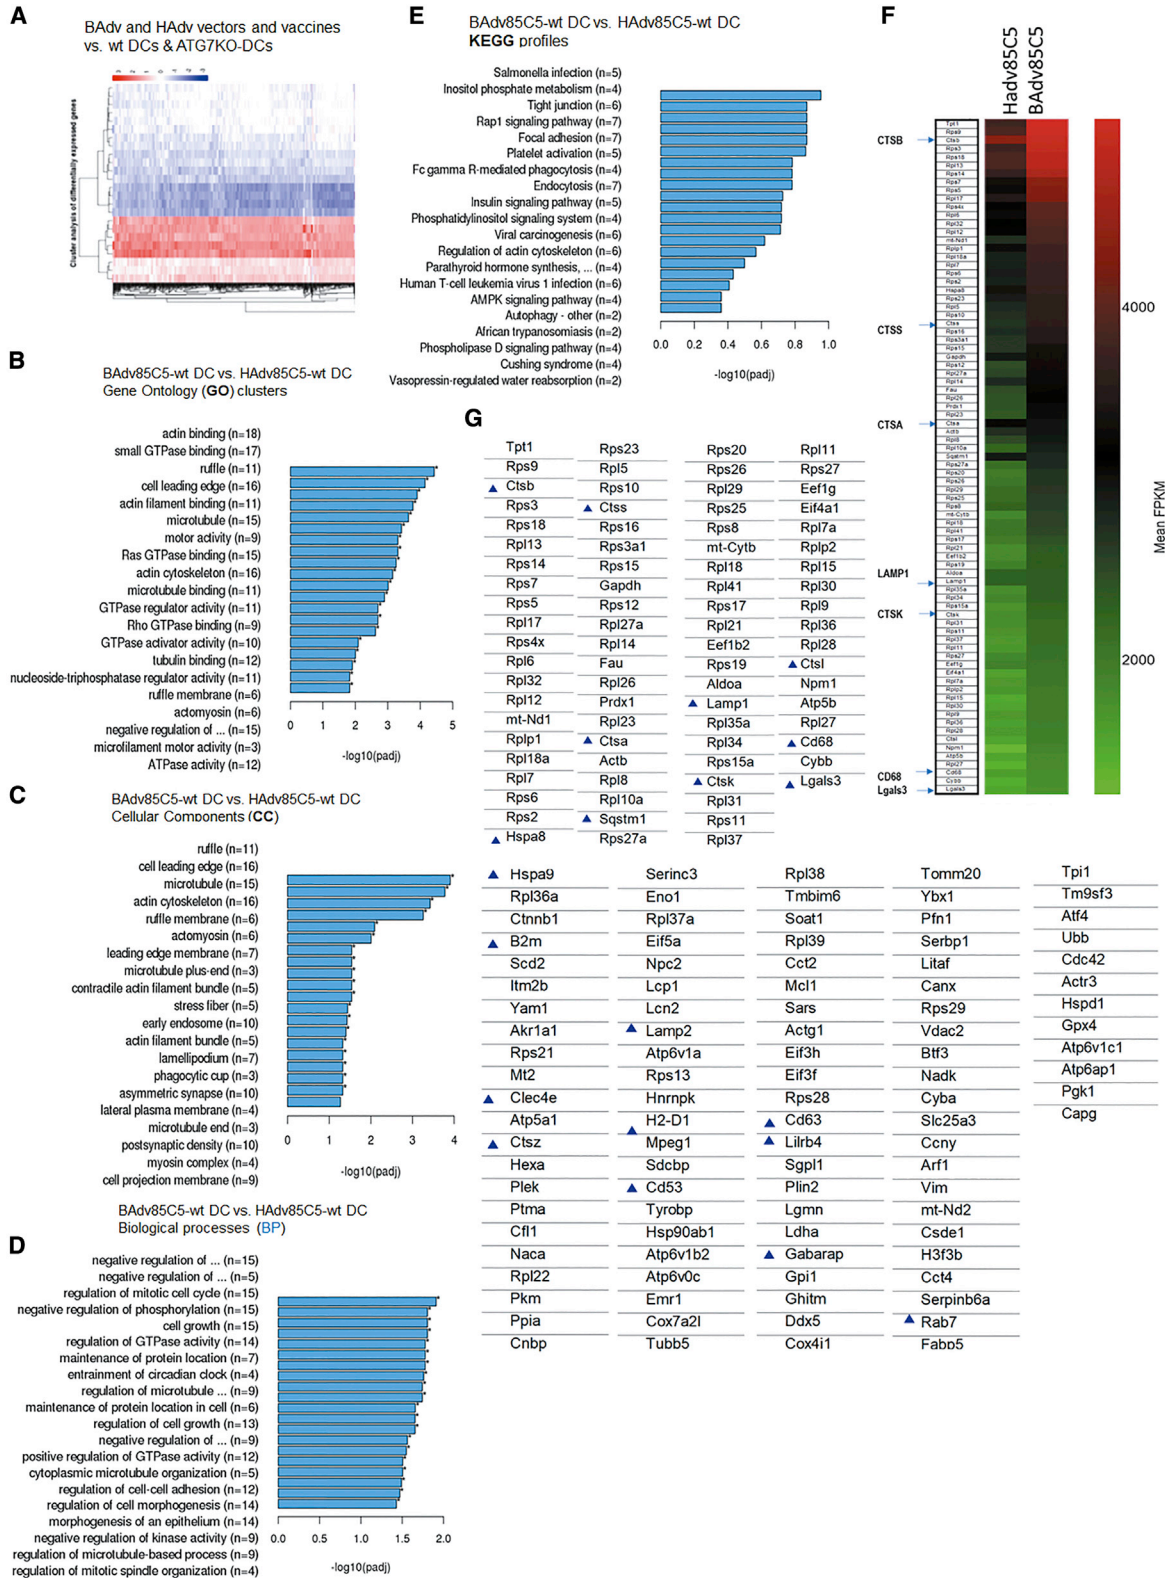 A
BAdv and HAdv vectors and vaccines
vs. wt DCs & ATG7KO-DCs
Cluster analysis of differentially expressed genes
B
BAdv85C5-wt DC vs. HAdv85C5-wt DC
Gene Ontology (GO) clusters
actin binding (n=18)
small GTPase binding (n=17)
ruffle (n=11)
cell leading edge (n=16)
actin filament binding (n=11)
microtubule (n=15)
motor activity (n=9)
Ras GTPase binding (n=15)
actin cytoskeleton (n=16)
microtubule binding (n=11)
GTPase regulator activity (n=11)
Rho GTPase binding (n=9)
GTPase activator activity (n=10)
tubulin binding (n=12)
nucleoside-triphosphatase regulator activity (n=11)
ruffle membrane (n=6)
actomyosin (n=6)
negative regulation of ... (n=15)
microfilament motor activity (n=3)
ATPase activity (n=12)
0 1 2 3 4 5
-log10(padj)
C
BAdv85C5-wt DC vs. HAdv85C5-wt DC
Cellular Components (CC)
ruffle (n=11)
cell leading edge (n=16)
microtubule (n=15)
actin cytoskeleton (n=16)
ruffle membrane (n=6)
actomyosin (n=6)
leading edge membrane (n=7)
microtubule plus-end (n=3)
contractile actin filament bundle (n=5)
stress fiber (n=5)
early endosome (n=10)
actin filament bundle (n=5)
lamellipodium (n=7)
phagocytic cup (n=3)
asymmetric synapse (n=10)
lateral plasma membrane (n=4)
microtubule end (n=3)
postsynaptic density (n=10)
myosin complex (n=4)
cell projection membrane (n=9)
0 1 2 3 4
-log10(padj)
BAdv85C5-wt DC vs. HAdv85C5-wt DC
Biological processes (BP)
D
negative regulation of ... (n=15)
negative regulation of ... (n=5)
regulation of mitotic cell cycle (n=15)
negative regulation of phosphorylation (n=15)
cell growth (n=15)
regulation of GTPase activity (n=14)
maintenance of protein location (n=7)
entrainment of circadian clock (n=4)
regulation of microtubule ... (n=9)
maintenance of protein location in cell (n=6)
regulation of cell growth (n=13)
negative regulation of ... (n=9)
positive regulation of GTPase activity (n=12)
cytoplasmic microtubule organization (n=5)
regulation of cell-cell adhesion (n=12)
regulation of cell morphogenesis (n=14)
morphogenesis of an epithelium (n=14)
negative regulation of kinase activity (n=9)
regulation of microtubule-based process (n=9)
regulation of mitotic spindle organization (n=4)
0.0 0.5 1.0 1.5 2.0
-log10(padj)
E
BAdv85C5-wt DC vs. HAdv85C5-wt DC
KEGG profiles
Salmonella infection (n=5)
Inositol phosphate metabolism (n=4)
Tight junction (n=6)
Rap1 signaling pathway (n=7)
Focal adhesion (n=7)
Platelet activation (n=5)
Fc gamma R-mediated phagocytosis (n=4)
Endocytosis (n=7)
Insulin signaling pathway (n=5)
Phosphatidylinositol signaling system (n=4)
Viral carcinogenesis (n=6)
Regulation of actin cytoskeleton (n=6)
Parathyroid hormone synthesis, ... (n=4)
Human T-cell leukemia virus 1 infection (n=6)
AMPK signaling pathway (n=4)
Autophagy - other (n=2)
African trypanosomiasis (n=2)
Phospholipase D signaling pathway (n=4)
Cushing syndrome (n=4)
Vasopressin-regulated water reabsorption (n=2)
0.0 0.2 0.4 0.6 0.8 1.0
-log10(padj)
F
Hadv85C5
BAdv85C5
CTSB
CTSS
CTSA
LAMP1
CTSK
CD68
Lgals3
4000
2000
Mean FPKM
G
Tpt1 Rps23 Rps20 Rpl11
Rps9 Rpl5 Rps26 Rps27
Ctsb Rps10 Rpl29 Eef1g
Rps3 Ctss Rps25 Eif4a1
Rps18 Rps16 Rps8 Rpl7a
Rpl13 Rps3a1 mt-Cytb Rplp2
Rps14 Rps15 Rpl18 Rpl15
Rps7 Gapdh Rpl41 Rpl30
Rps5 Rps12 Rps17 Rpl9
Rpl17 Rpl27a Rpl21 Rpl36
Rps4x Rpl14 Eef1b2 Rpl28
Rpl6 Fau Rps19 Ctsl
Rpl32 Rpl26 Aldoa Npm1
Rpl12 Prdx1 Lamp1 Atp5b
mt-Nd1 Rpl23 Rpl35a Rpl27
Rplp1 Ctsa Rpl34 Cd68
Rpl18a Actb Rps15a Cybb
Rpl7 Rpl8 Ctsk Lgals3
Rps6 Rpl10a Rpl31
Rps2 Sqstm1 Rps11
Hspa8 Rps27a Rpl37
Hspa9 Serinc3 Rpl38 Tomm20 Tpi1
Rpl36a Eno1 Tmbim6 Ybx1 Tm9sf3
Ctnnb1 Rpl37a Soat1 Pfn1 Atf4
B2m Eif5a Rpl39 Serbp1 Ubb
Scd2 Npc2 Cct2 Litaf Cdc42
Itm2b Lcp1 Mcl1 Canx Actr3
Yam1 Lcn2 Sars Rps29 Hspd1
Akr1a1 Lamp2 Actg1 Vdac2 Gpx4
Rps21 Atp6v1a Eif3h Btf3 Atp6v1c1
Mt2 Rps13 Eif3f Nadk Atp6ap1
Clec4e Hnrnpk Rps28 Cyba Pgk1
Atp5a1 H2-D1 Cd63 Slc25a3 Capg
Ctsz Mpeg1 Lilrb4 Ccny
Hexa Sdcbp Sgpl1 Arf1
Plek Cd53 Plin2 Vim
Ptma Tyrobp Lgmn mt-Nd2
Cfl1 Hsp90ab1 Ldha Csde1
Naca Atp6v1b2 Gabarap H3f3b
Rpl22 Atp6v0c Gpi1 Cct4
Pkm Emr1 Ghitm Serpinb6a
Ppia Cox7a2l Ddx5 Rab7
Cnbp Tubb5 Cox4i1 Fabp5